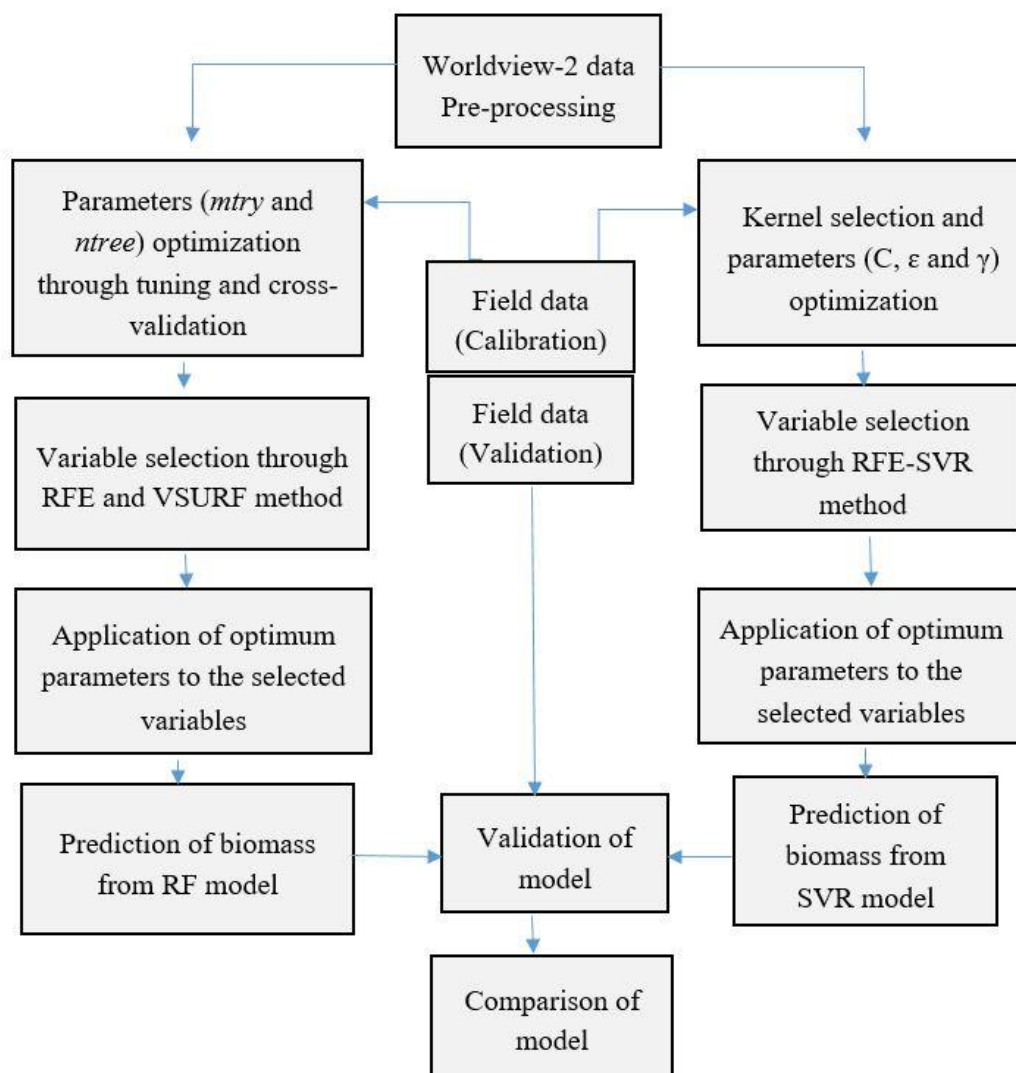 Worldview-2 data
Pre-processing
Parameters (mtry and
ntree) optimization
through tuning and cross-
validation
Kernel selection and
parameters (C, ε and γ)
optimization
Field data
(Calibration)
Field data
(Validation)
Variable selection through
RFE and VSURF method
Variable selection
through RFE-SVR
method
Application of optimum
parameters to the selected
variables
Application of optimum
parameters to the
selected variables
Prediction of biomass
from RF model
Validation of
model
Prediction of
biomass from
SVR model
Comparison of
model